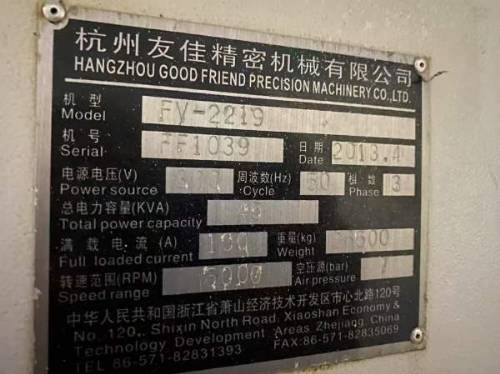 杭州友佳精密机械有限公司
HANGZHOU GOOD FRIEND PRECISION MACHINERY CO.,LTD.
机型 Model FV-2219
机号 Serial FF1039 日期 Date 2013.4
电源电压(V) Power source 周波数(Hz) Cycle 50 相数 Phase 3
总电力容量(KVA) Total power capacity
满载电流(A) Full loaded current 重量(kg) Weight
转速范围(RPM) Speed range 空压源(bar) Air pressure 7
中华人民共和国浙江省萧山经济技术开发区市心北路120号
No. 120, Shixin North Road, Xiaoshan Economy &
Technology Development Areas Zhejiang, China
TEL 86-571-82831393 FAX:86-571-82835069